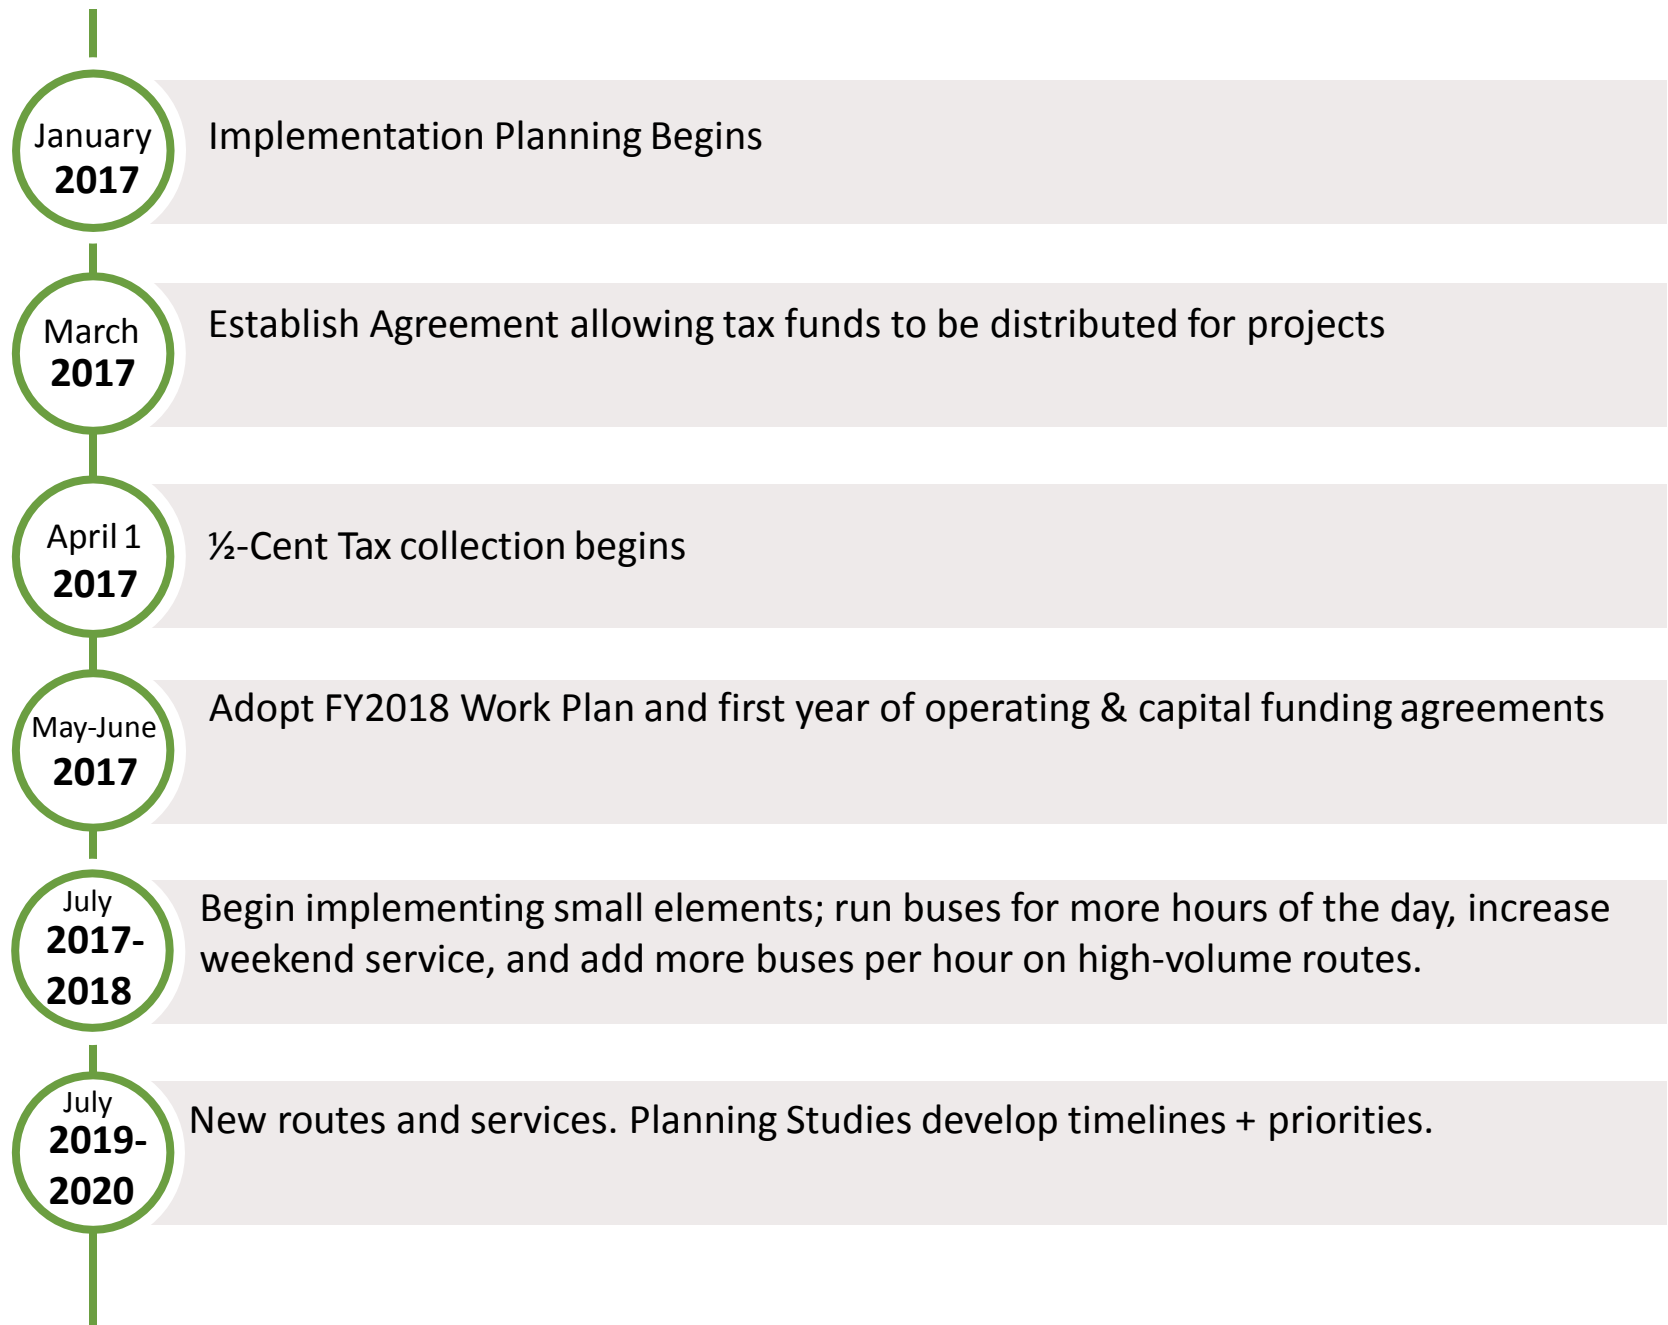 January
2017
Implementation Planning Begins
March
2017
Establish Agreement allowing tax funds to be distributed for projects
April 1
2017
½-Cent Tax collection begins
May-June
2017
Adopt FY2018 Work Plan and first year of operating & capital funding agreements
July
2017-
2018
Begin implementing small elements; run buses for more hours of the day, increase
weekend service, and add more buses per hour on high-volume routes.
July
2019-
2020
New routes and services. Planning Studies develop timelines + priorities.